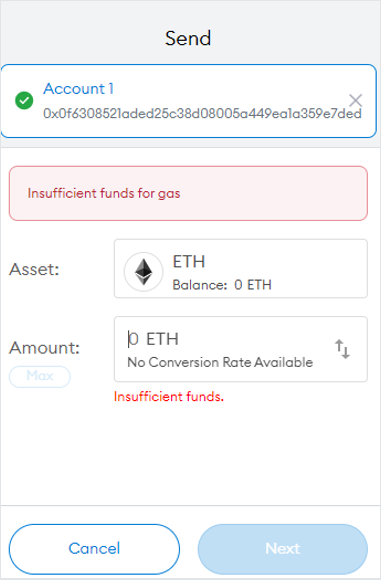 Send
Account 1
0x0f6308521aded25c38d08005a449ea1a359e7ded
Insufficient funds for gas
Asset:
ETH
Balance: 0 ETH
Amount:
Max
0 ETH
No Conversion Rate Available
Insufficient funds.
Cancel
Next